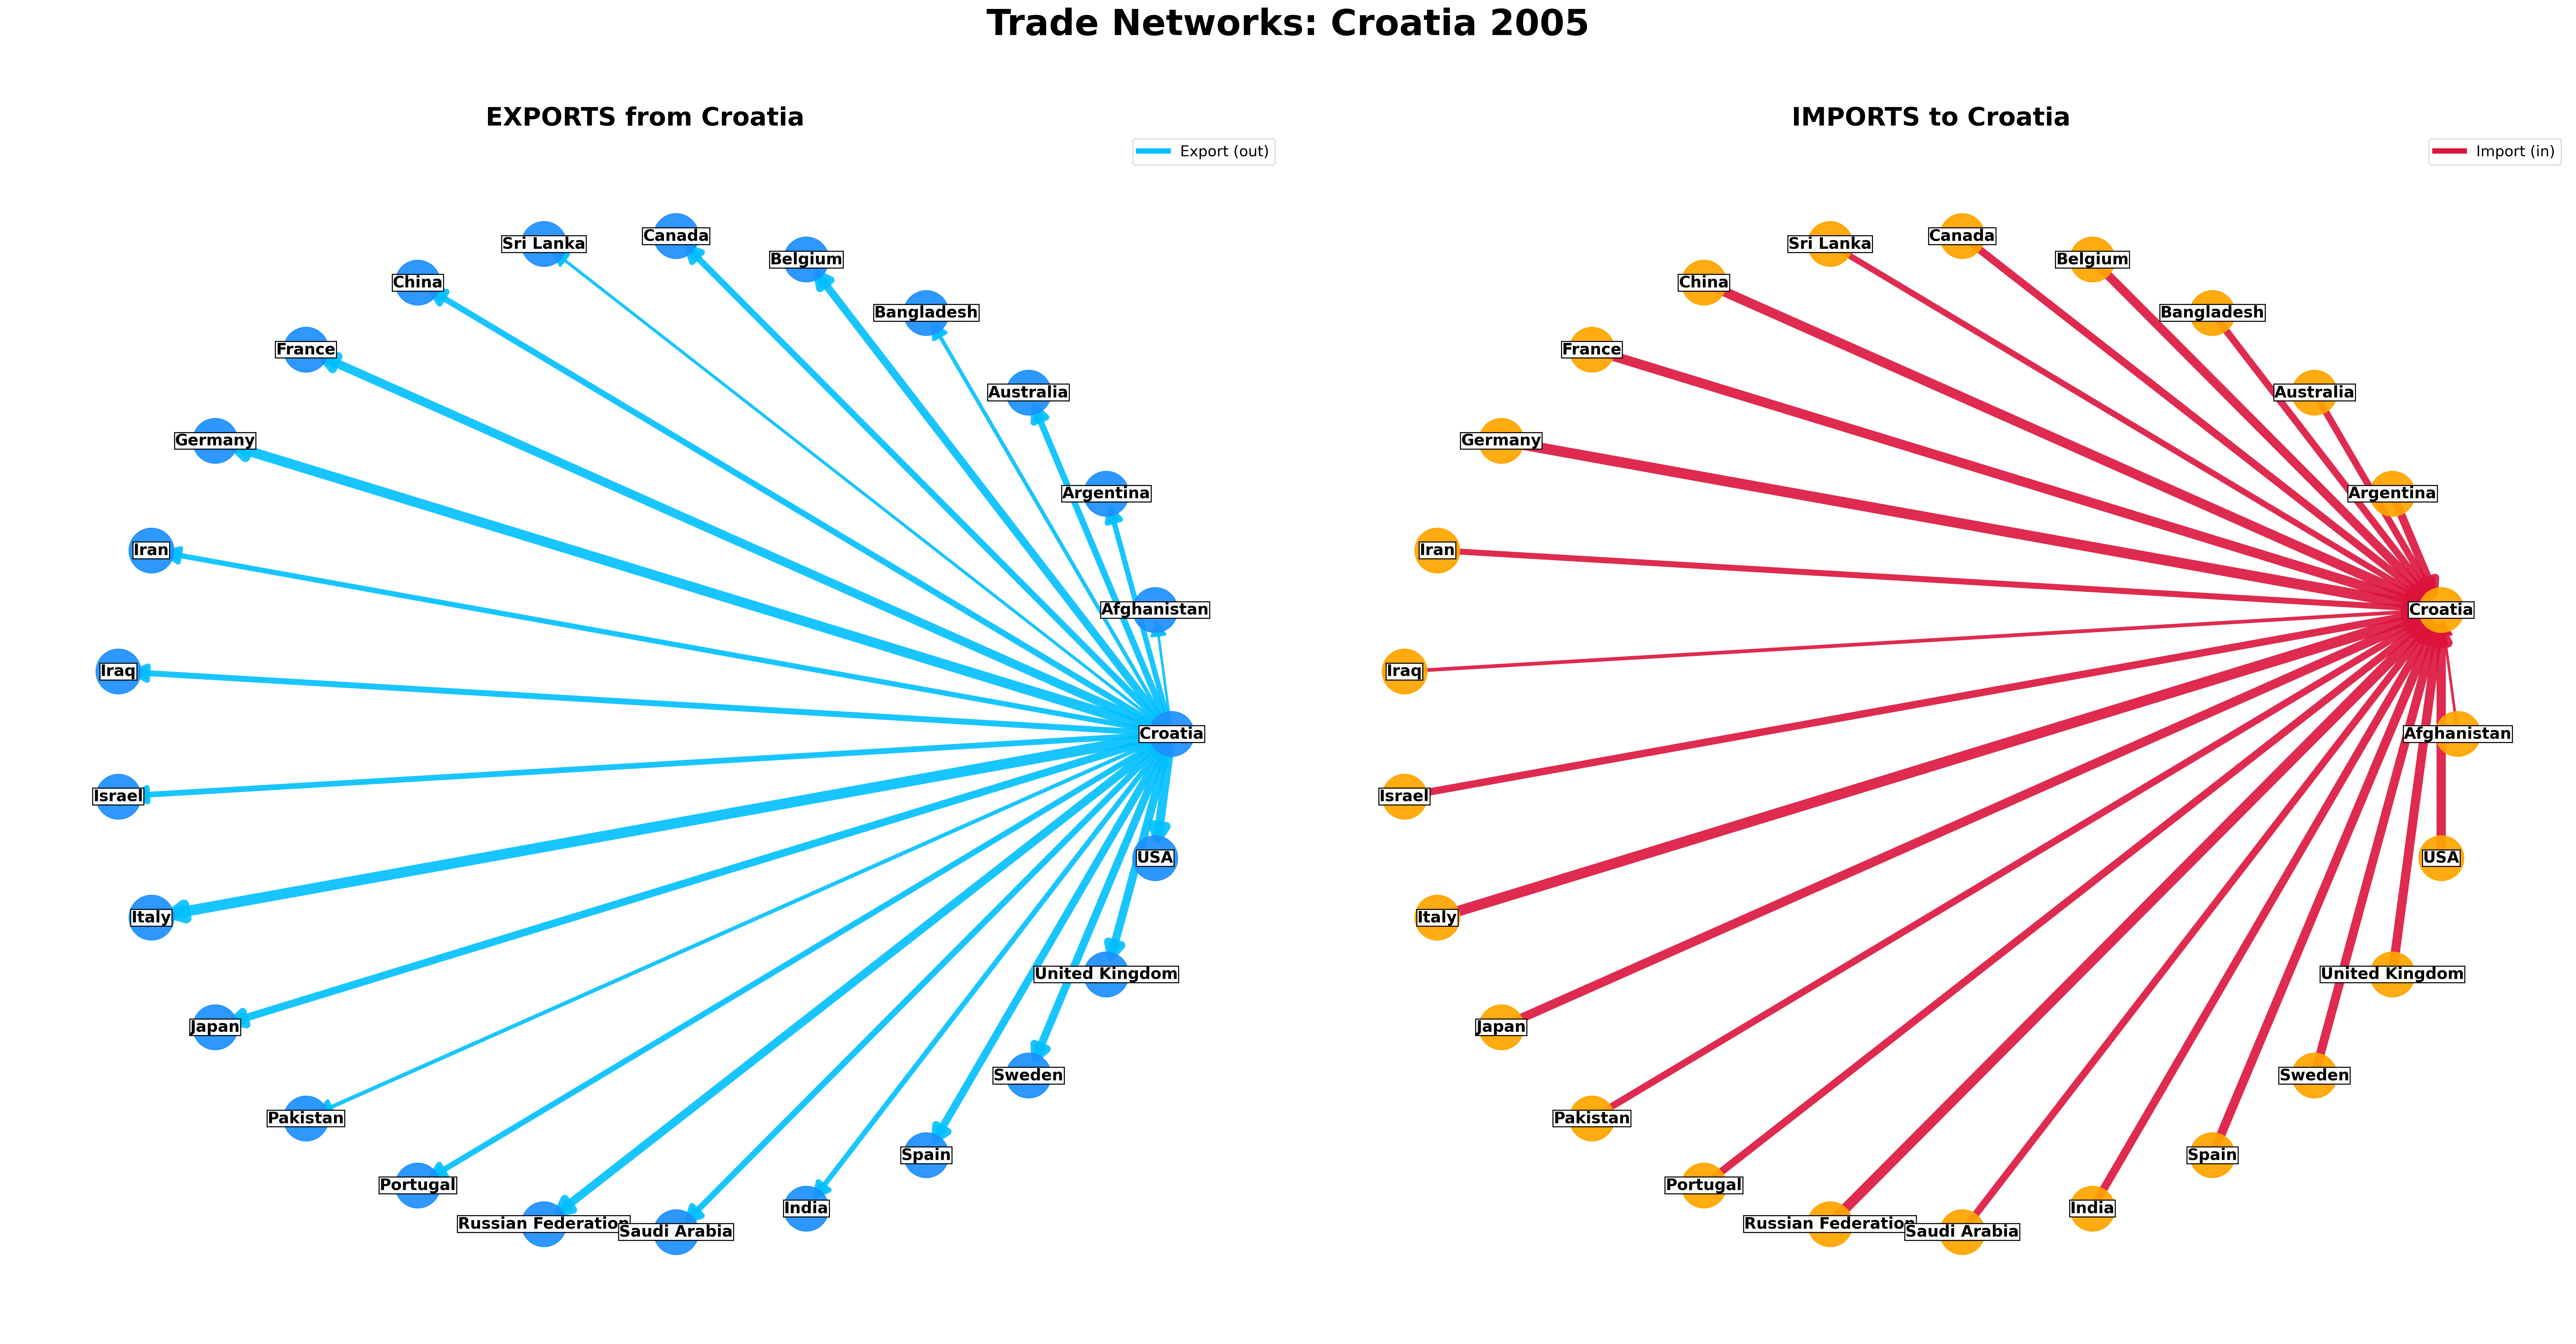 Trade Networks: Croatia 2005
EXPORTS from Croatia
Export (out)
Canada
Sri Lanka
Belgium
China
Bangladesh
France
Australia
Germany
Argentina
Iran
Afghanistan
Iraq
Croatia
Israel
USA
Italy
United Kingdom
Japan
Sweden
Pakistan
Spain
Portugal
India
Russian Federation
Saudi Arabia
IMPORTS to Croatia
Import (in)
Canada
Sri Lanka
Belgium
China
Bangladesh
France
Australia
Germany
Argentina
Iran
Croatia
Iraq
Afghanistan
Israel
USA
Italy
United Kingdom
Japan
Sweden
Pakistan
Spain
Portugal
India
Russian Federation
Saudi Arabia